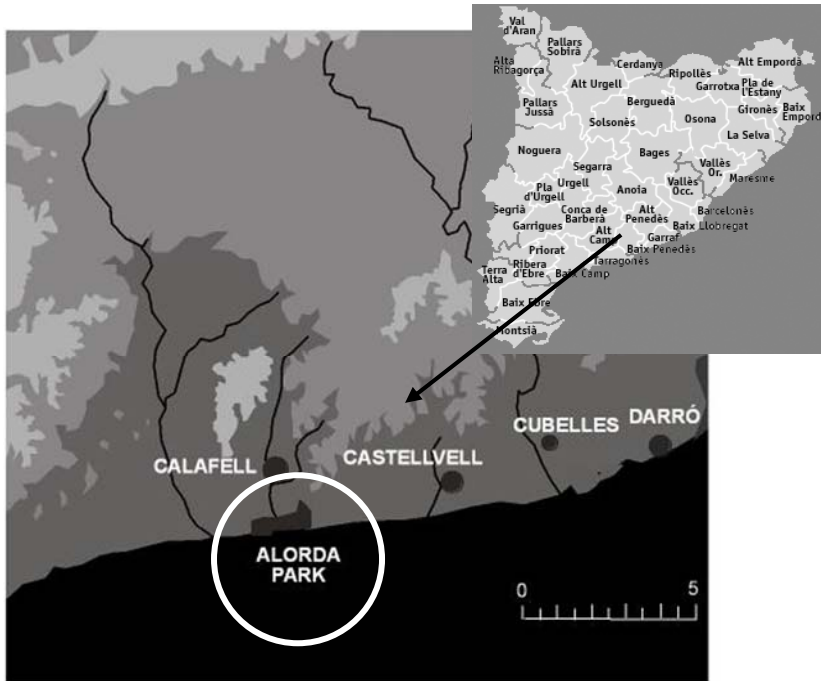 Val
d'Aran
Pallars
Sobirà
Alta
Ribagorça
Cerdanya
Alt Urgell
Ripollès
Alt Empordà
Garrotxa
Pla de
l'Estany
Pallars
Jussà
Berguedà
Gironès
Baix
Empord
Solsonès
Osona
La Selva
Noguera
Bages
Segarra
Vallès
Or.
Maresme
Pla
d'Urgell
Urgell
Anoia
Vallès
Occ.
Segrià
Conca de
Barberà
Alt
Penedès
Barcelonès
Garrigues
Alt
Camp
Baix Llobregat
Garraf
Priorat
Baix Penedès
Tarragonès
Terra
Alta
Ribera
d'Ebre
Baix Camp
Baix Ebre
Montsià
CUBELLES
DARRÓ
CALAFELL
CASTELLVELL
ALORDA
PARK
0 5